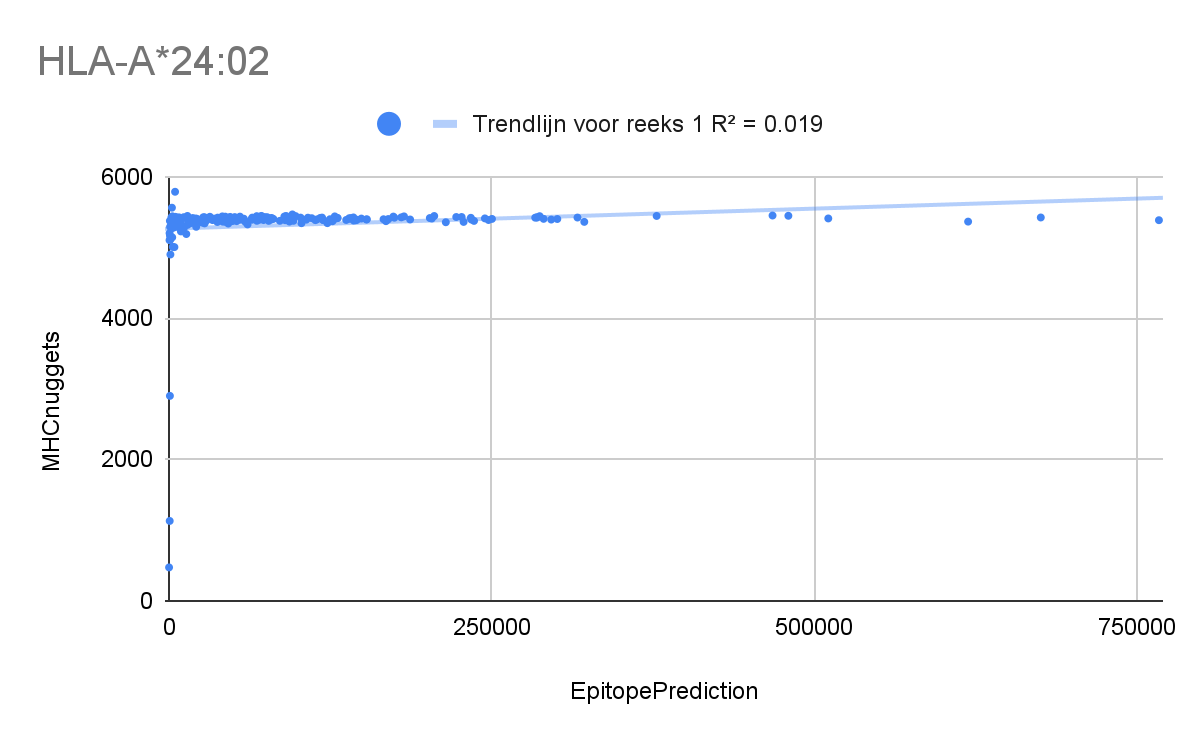 HLA-A*24:02
Trendlijn voor reeks 1 R² = 0.019
6000
4000
2000
0
MHCnuggets
0
250000
500000
750000
EpitopePrediction